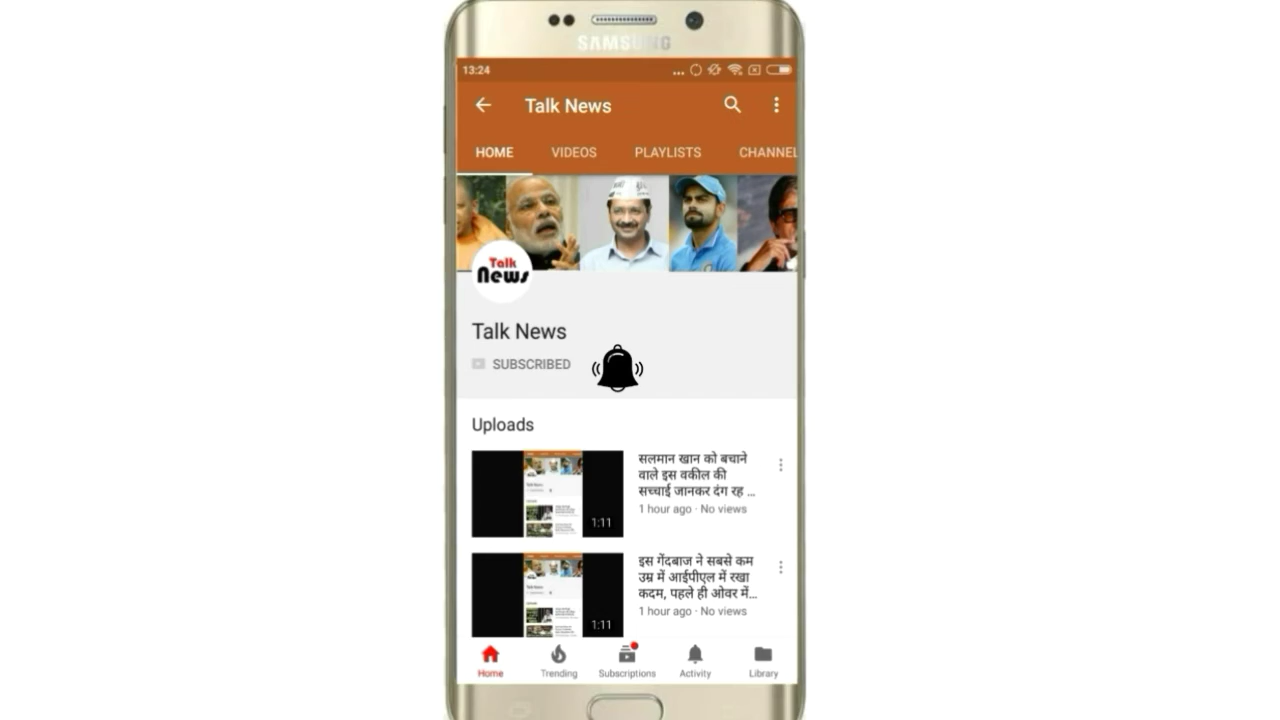 SAMSUNG
13:24
Talk News
HOME VIDEOS PLAYLISTS CHANNEL
Talk
News
Talk News
SUBSCRIBED
Uploads
सलमान खान को बचाने
वाले इस वकील की
सच्चाई जानकर दंग रह ...
1 hour ago · No views
1:11
इस गेंदबाज ने सबसे कम
उम्र में आईपीएल में रखा
कदम, पहले ही ओवर में...
1 hour ago · No views
1:11
Home Trending Subscriptions Activity Library